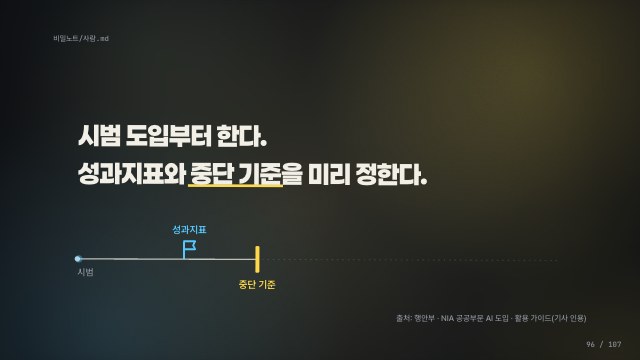 비밀노트/사람.md
시범 도입부터 한다.
성과지표와 중단 기준을 미리 정한다.
성과지표
시범
중단 기준
출처: 행안부 · NIA 공공부문 AI 도입 · 활용 가이드(기사 인용)
96 / 107